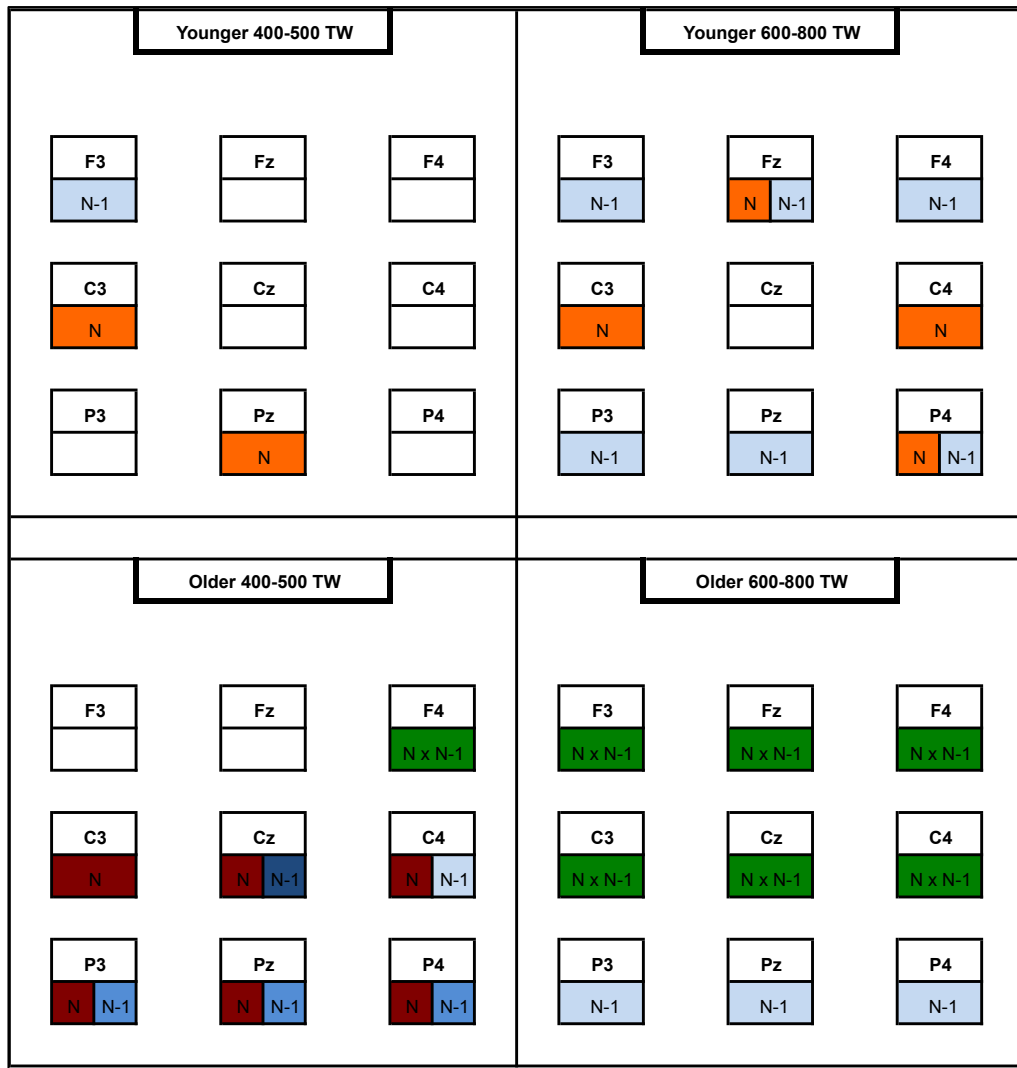 Younger 400-500 TW Younger 600-800 TW
F3 Fz F4 F3 Fz F4
N-1 N-1 N N-1 N-1
C3 Cz C4 C3 Cz C4
N N N
P3 Pz P4 P3 Pz P4
N N-1 N-1 N N-1
Older 400-500 TW Older 600-800 TW
F3 Fz F4 F3 Fz F4
N x N-1 N x N-1 N x N-1 N x N-1
C3 Cz C4 C3 Cz C4
N N N-1 N N-1 N x N-1 N x N-1 N x N-1
P3 Pz P4 P3 Pz P4
N N-1 N N-1 N N-1 N-1 N-1 N-1